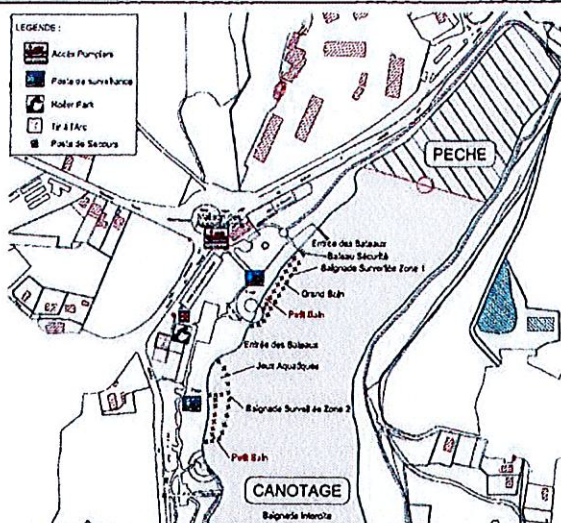 LEGENDE :
Accès Pompiers
Poste de surveillance
Roller Park
Tir à l'Arc
Poste de Secours
PECHE
Maison des
Entrée des Bateaux
Bateau Sécurité
Baignade Surveillée Zone 1
Grand Bain
Petit Bain
Entrée des Bateaux
Jeux Aquatiques
Baignade Surveillée Zone 2
Petit Bain
CANOTAGE
Baignade Interdite